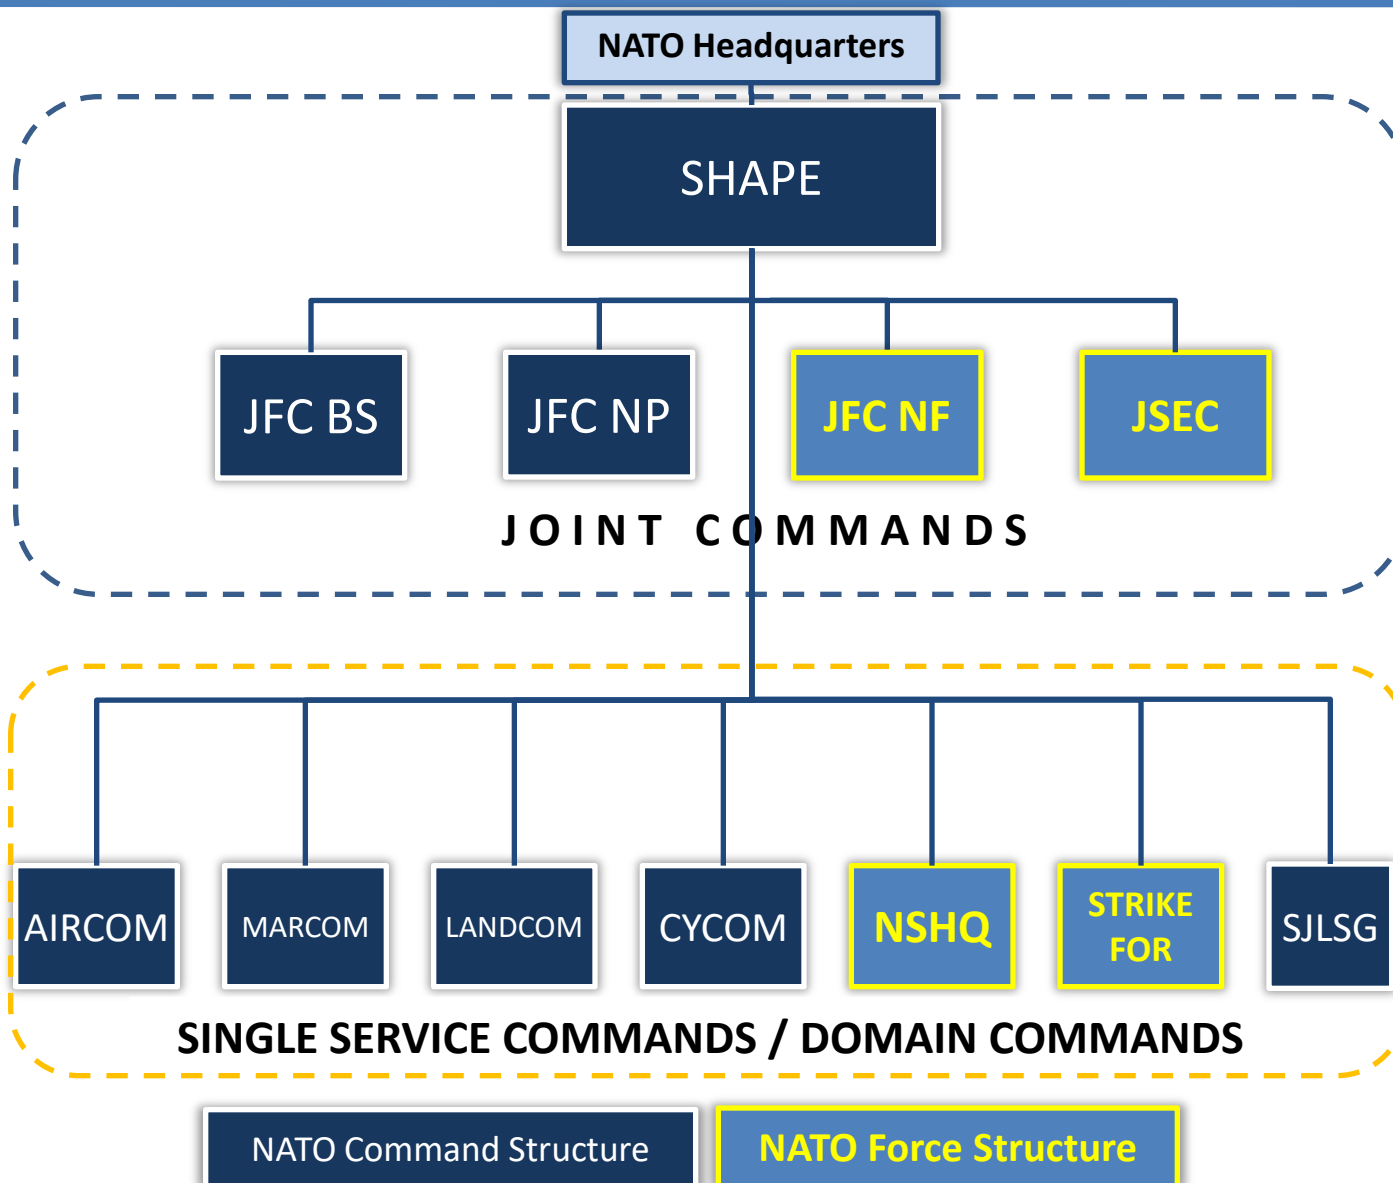 NATO Headquarters
SHAPE
JFC BS
JFC NP
JFC NF
JSEC
JOINT COMMANDS
AIRCOM
MARCOM
LANDCOM
CYCOM
NSHQ
STRIKE
FOR
SJLSG
SINGLE SERVICE COMMANDS / DOMAIN COMMANDS
NATO Command Structure
NATO Force Structure